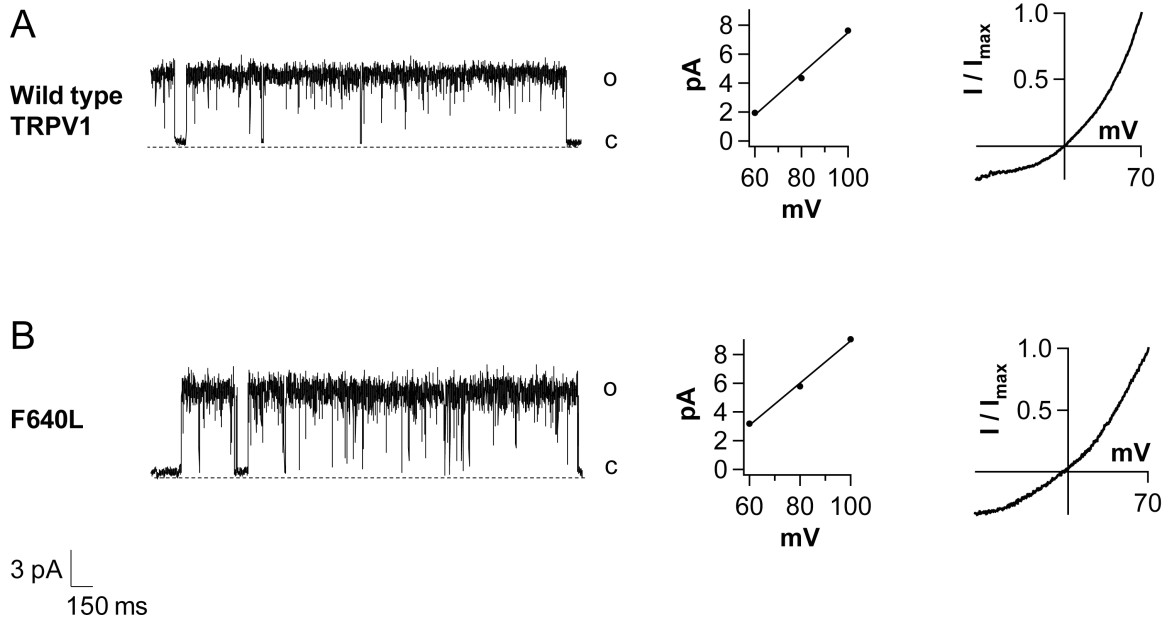 A
Wild type
TRPV1
o
c
pA
8
6
4
2
0
60 80 100
mV
I / Imax
1.0
0.5
mV
70
B
F640L
o
c
pA
8
6
4
2
0
60 80 100
mV
I / Imax
1.0
0.5
mV
70
3 pA
150 ms